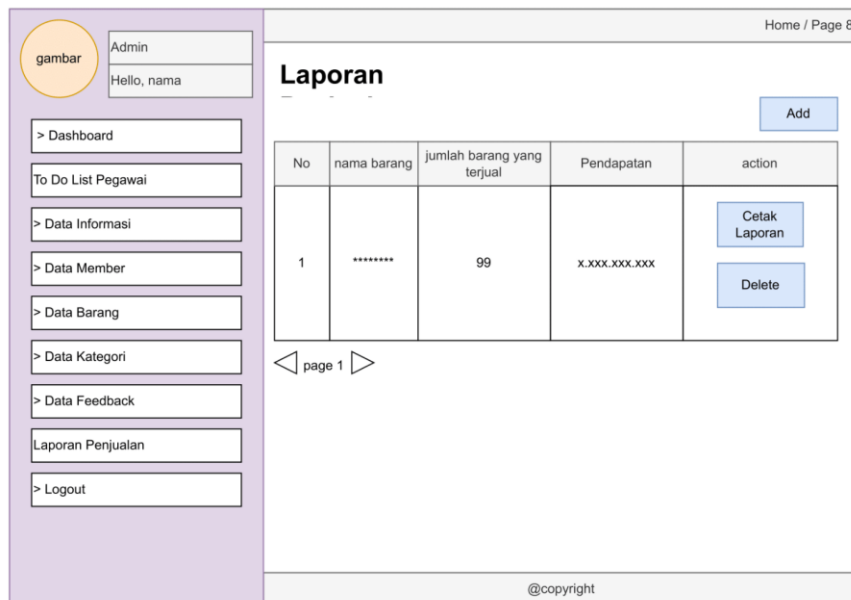 Home / Page 8
gambar
Admin
Hello, nama
Laporan
Add
> Dashboard
To Do List Pegawai
> Data Informasi
> Data Member
> Data Barang
> Data Kategori
> Data Feedback
Laporan Penjualan
> Logout
No
nama barang
jumlah barang yang
terjual
Pendapatan
action
1
********
99
x.xxx.xxx.xxx
Cetak
Laporan
Delete
page 1
@copyright